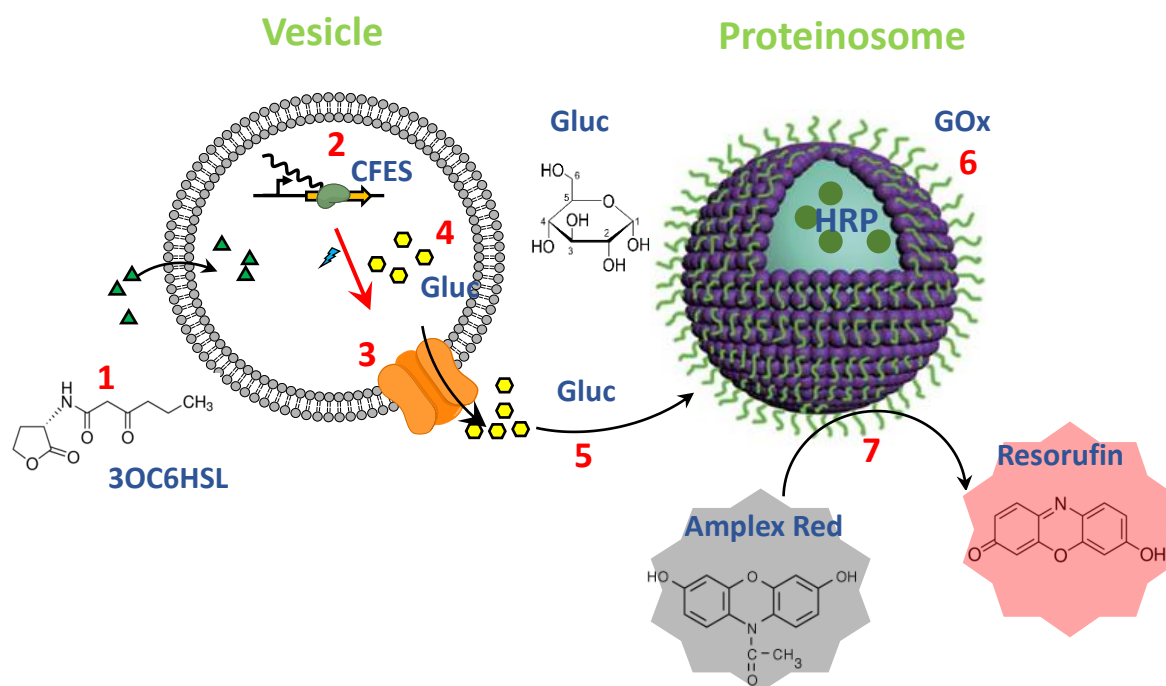 Vesicle
Proteinosome
2
CFES
4
Gluc
3
1
H
N
CH3
O
O
O
O
3OC6HSL
Gluc
6
HO
5
O
4
OH
1
HO
3
2
OH
OH
GOx
6
HRP
Gluc
5
7
Amplex Red
HO
O
OH
N
C
CH3
O
Resorufin
N
O
O
OH